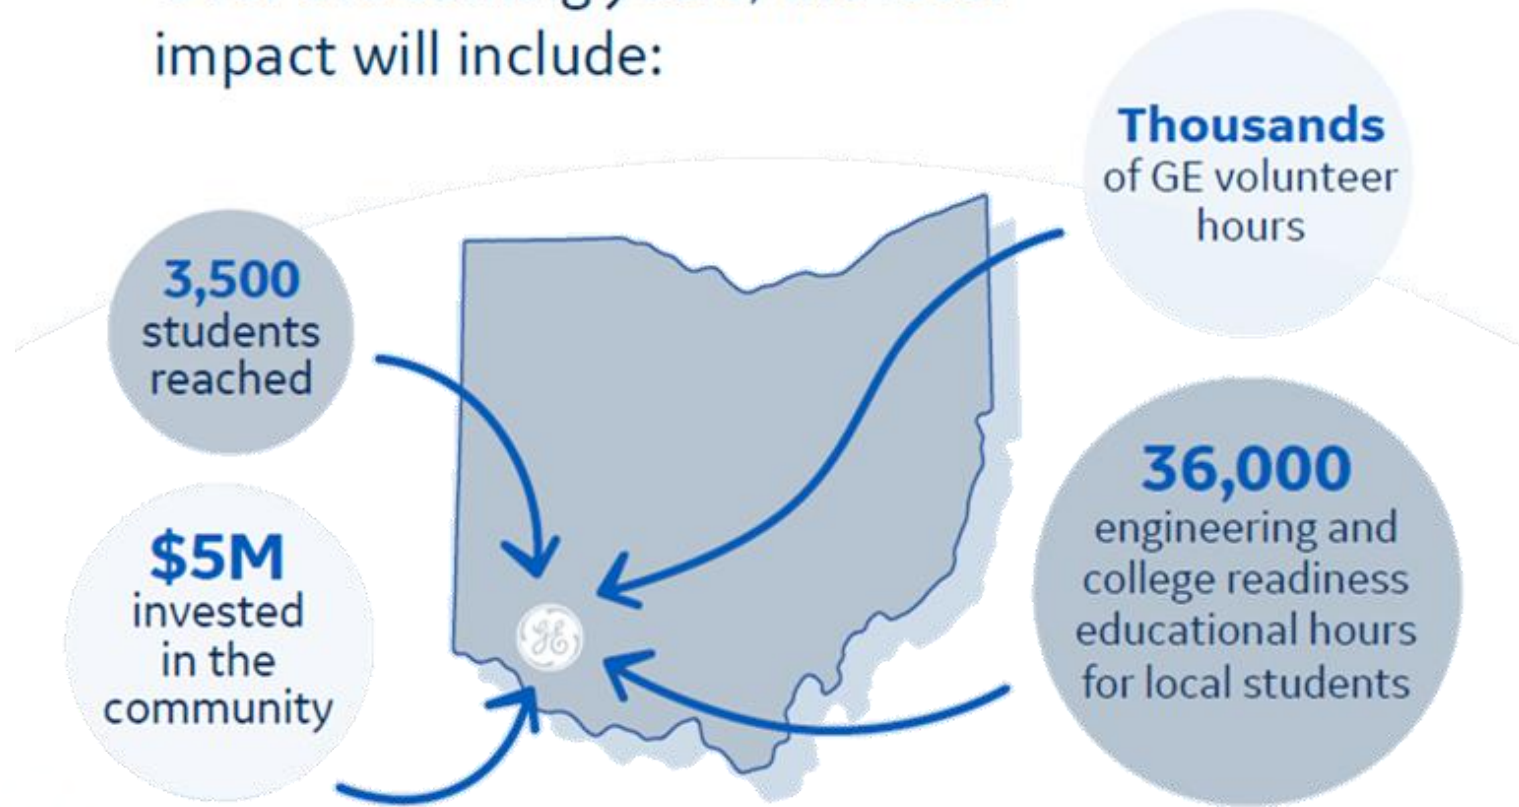 impact will include:
Thousands
of GE volunteer
hours
3,500
students
reached
$5M
invested
in the
community
36,000
engineering and
college readiness
educational hours
for local students
GE